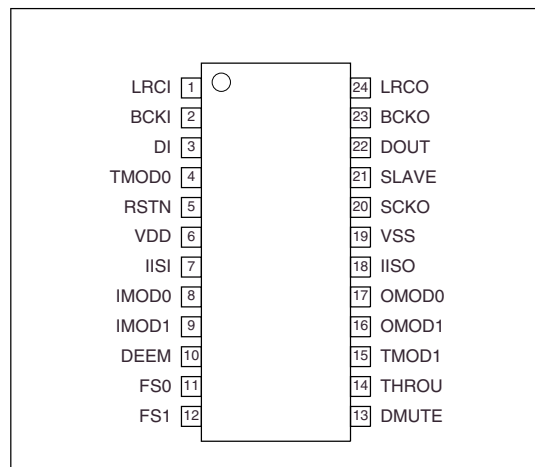 LRCI 1 24 LRCO
BCKI 2 23 BCKO
DI 3 22 DOUT
TMOD0 4 21 SLAVE
RSTN 5 20 SCKO
VDD 6 19 VSS
IISI 7 18 IISO
IMOD0 8 17 OMOD0
IMOD1 9 16 OMOD1
DEEM 10 15 TMOD1
FS0 11 14 THROU
FS1 12 13 DMUTE